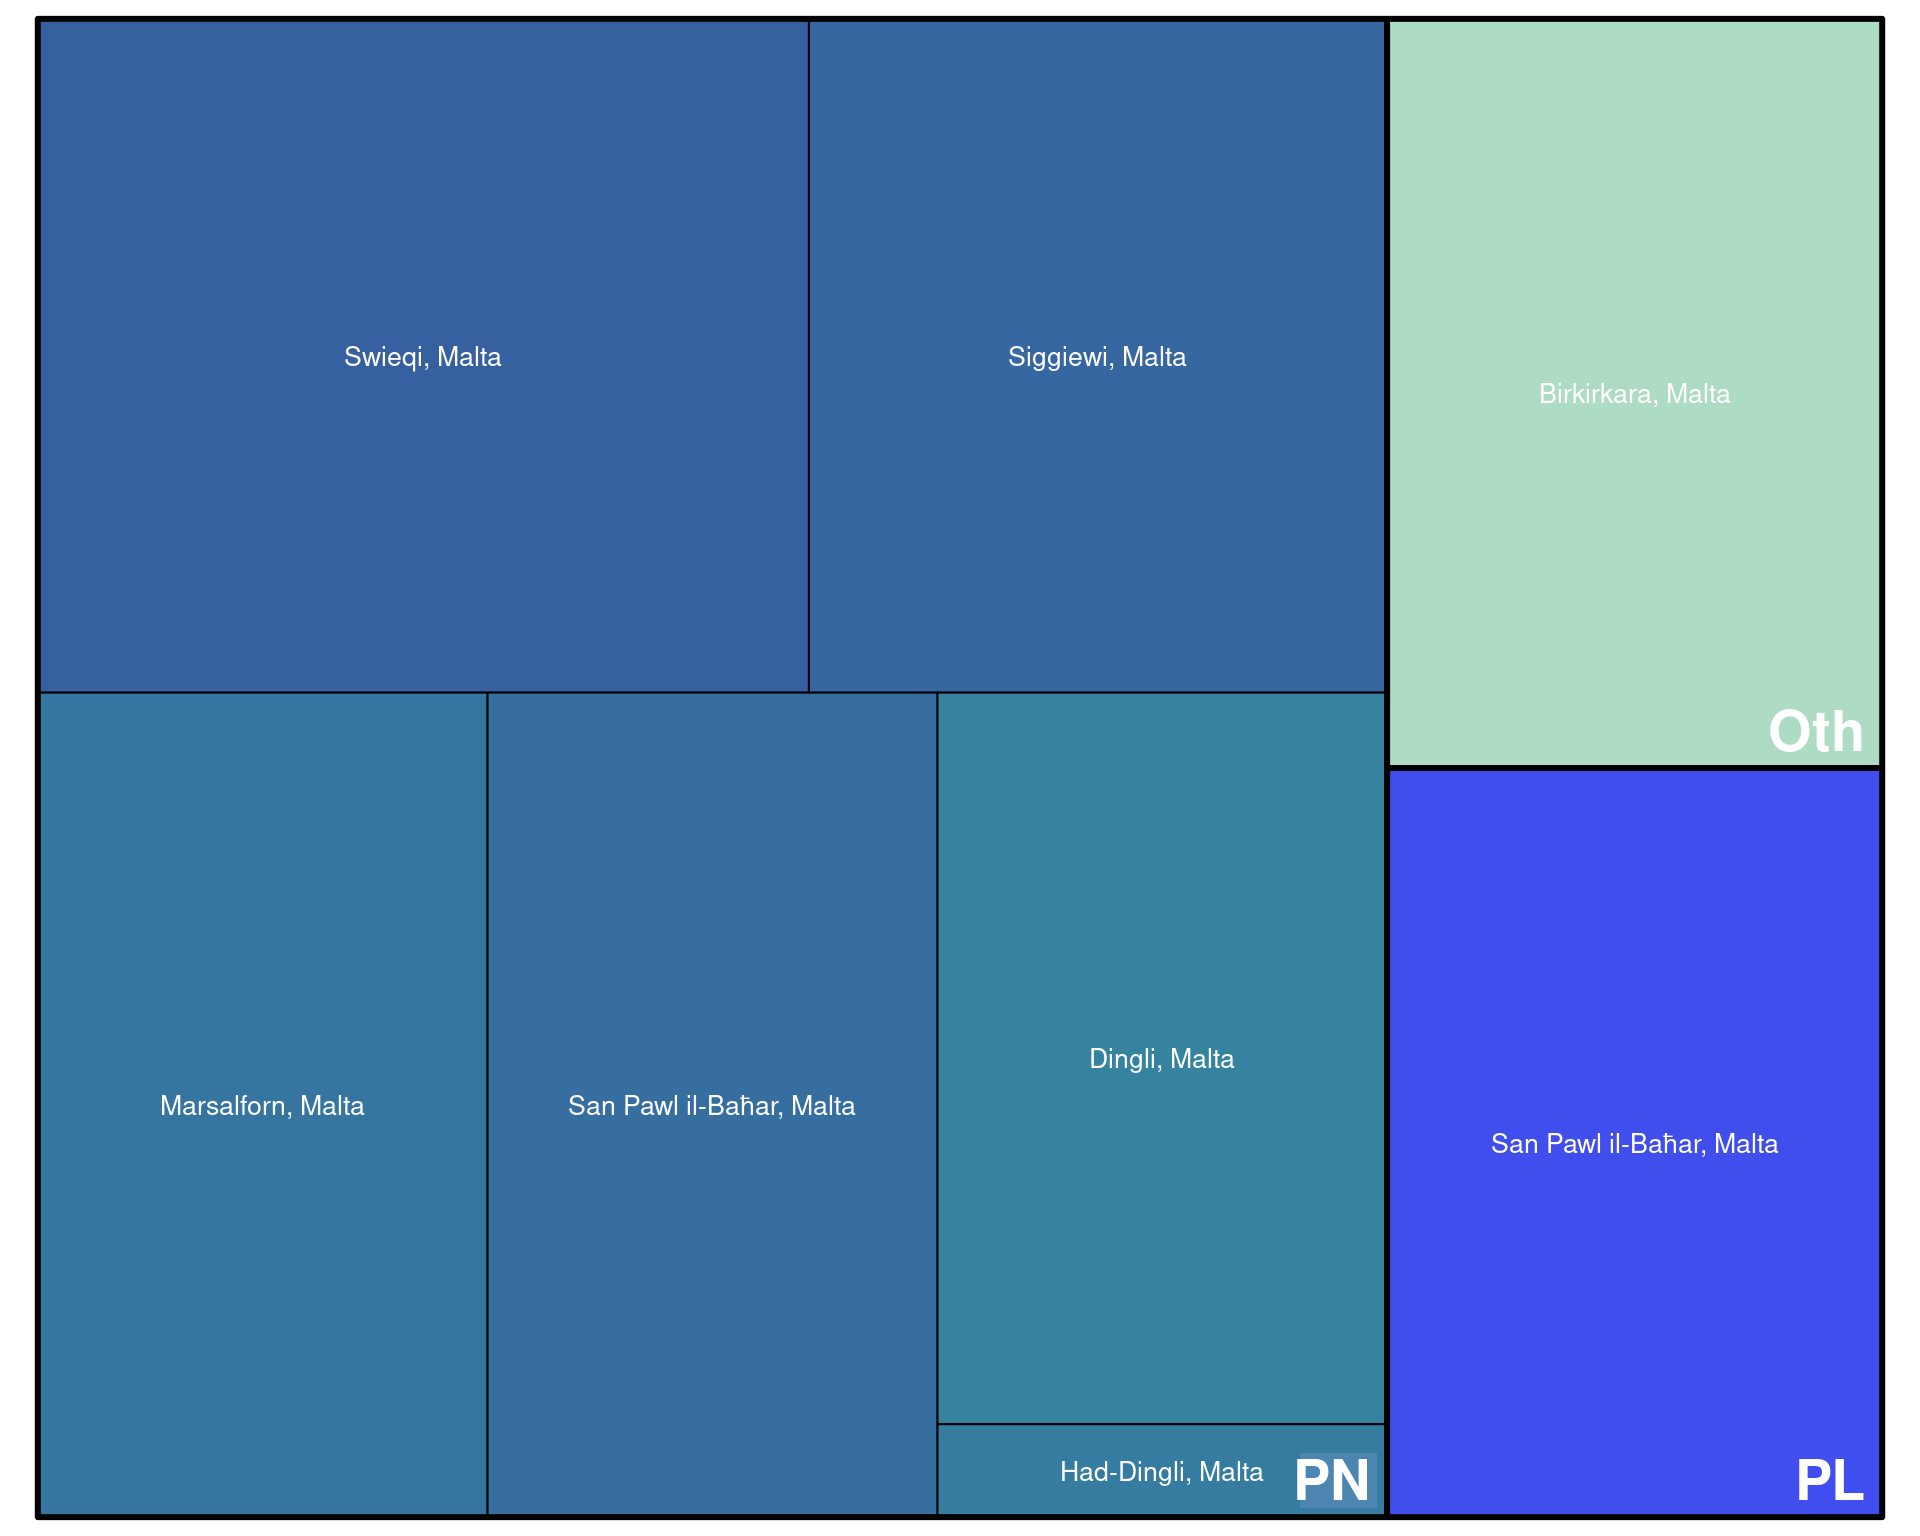 Swieqi, Malta
Siggiewi, Malta
Birkirkara, Malta
Oth
Marsalforn, Malta
San Pawl il-Baħar, Malta
Dingli, Malta
San Pawl il-Baħar, Malta
Had-Dingli, Malta
PN
PL